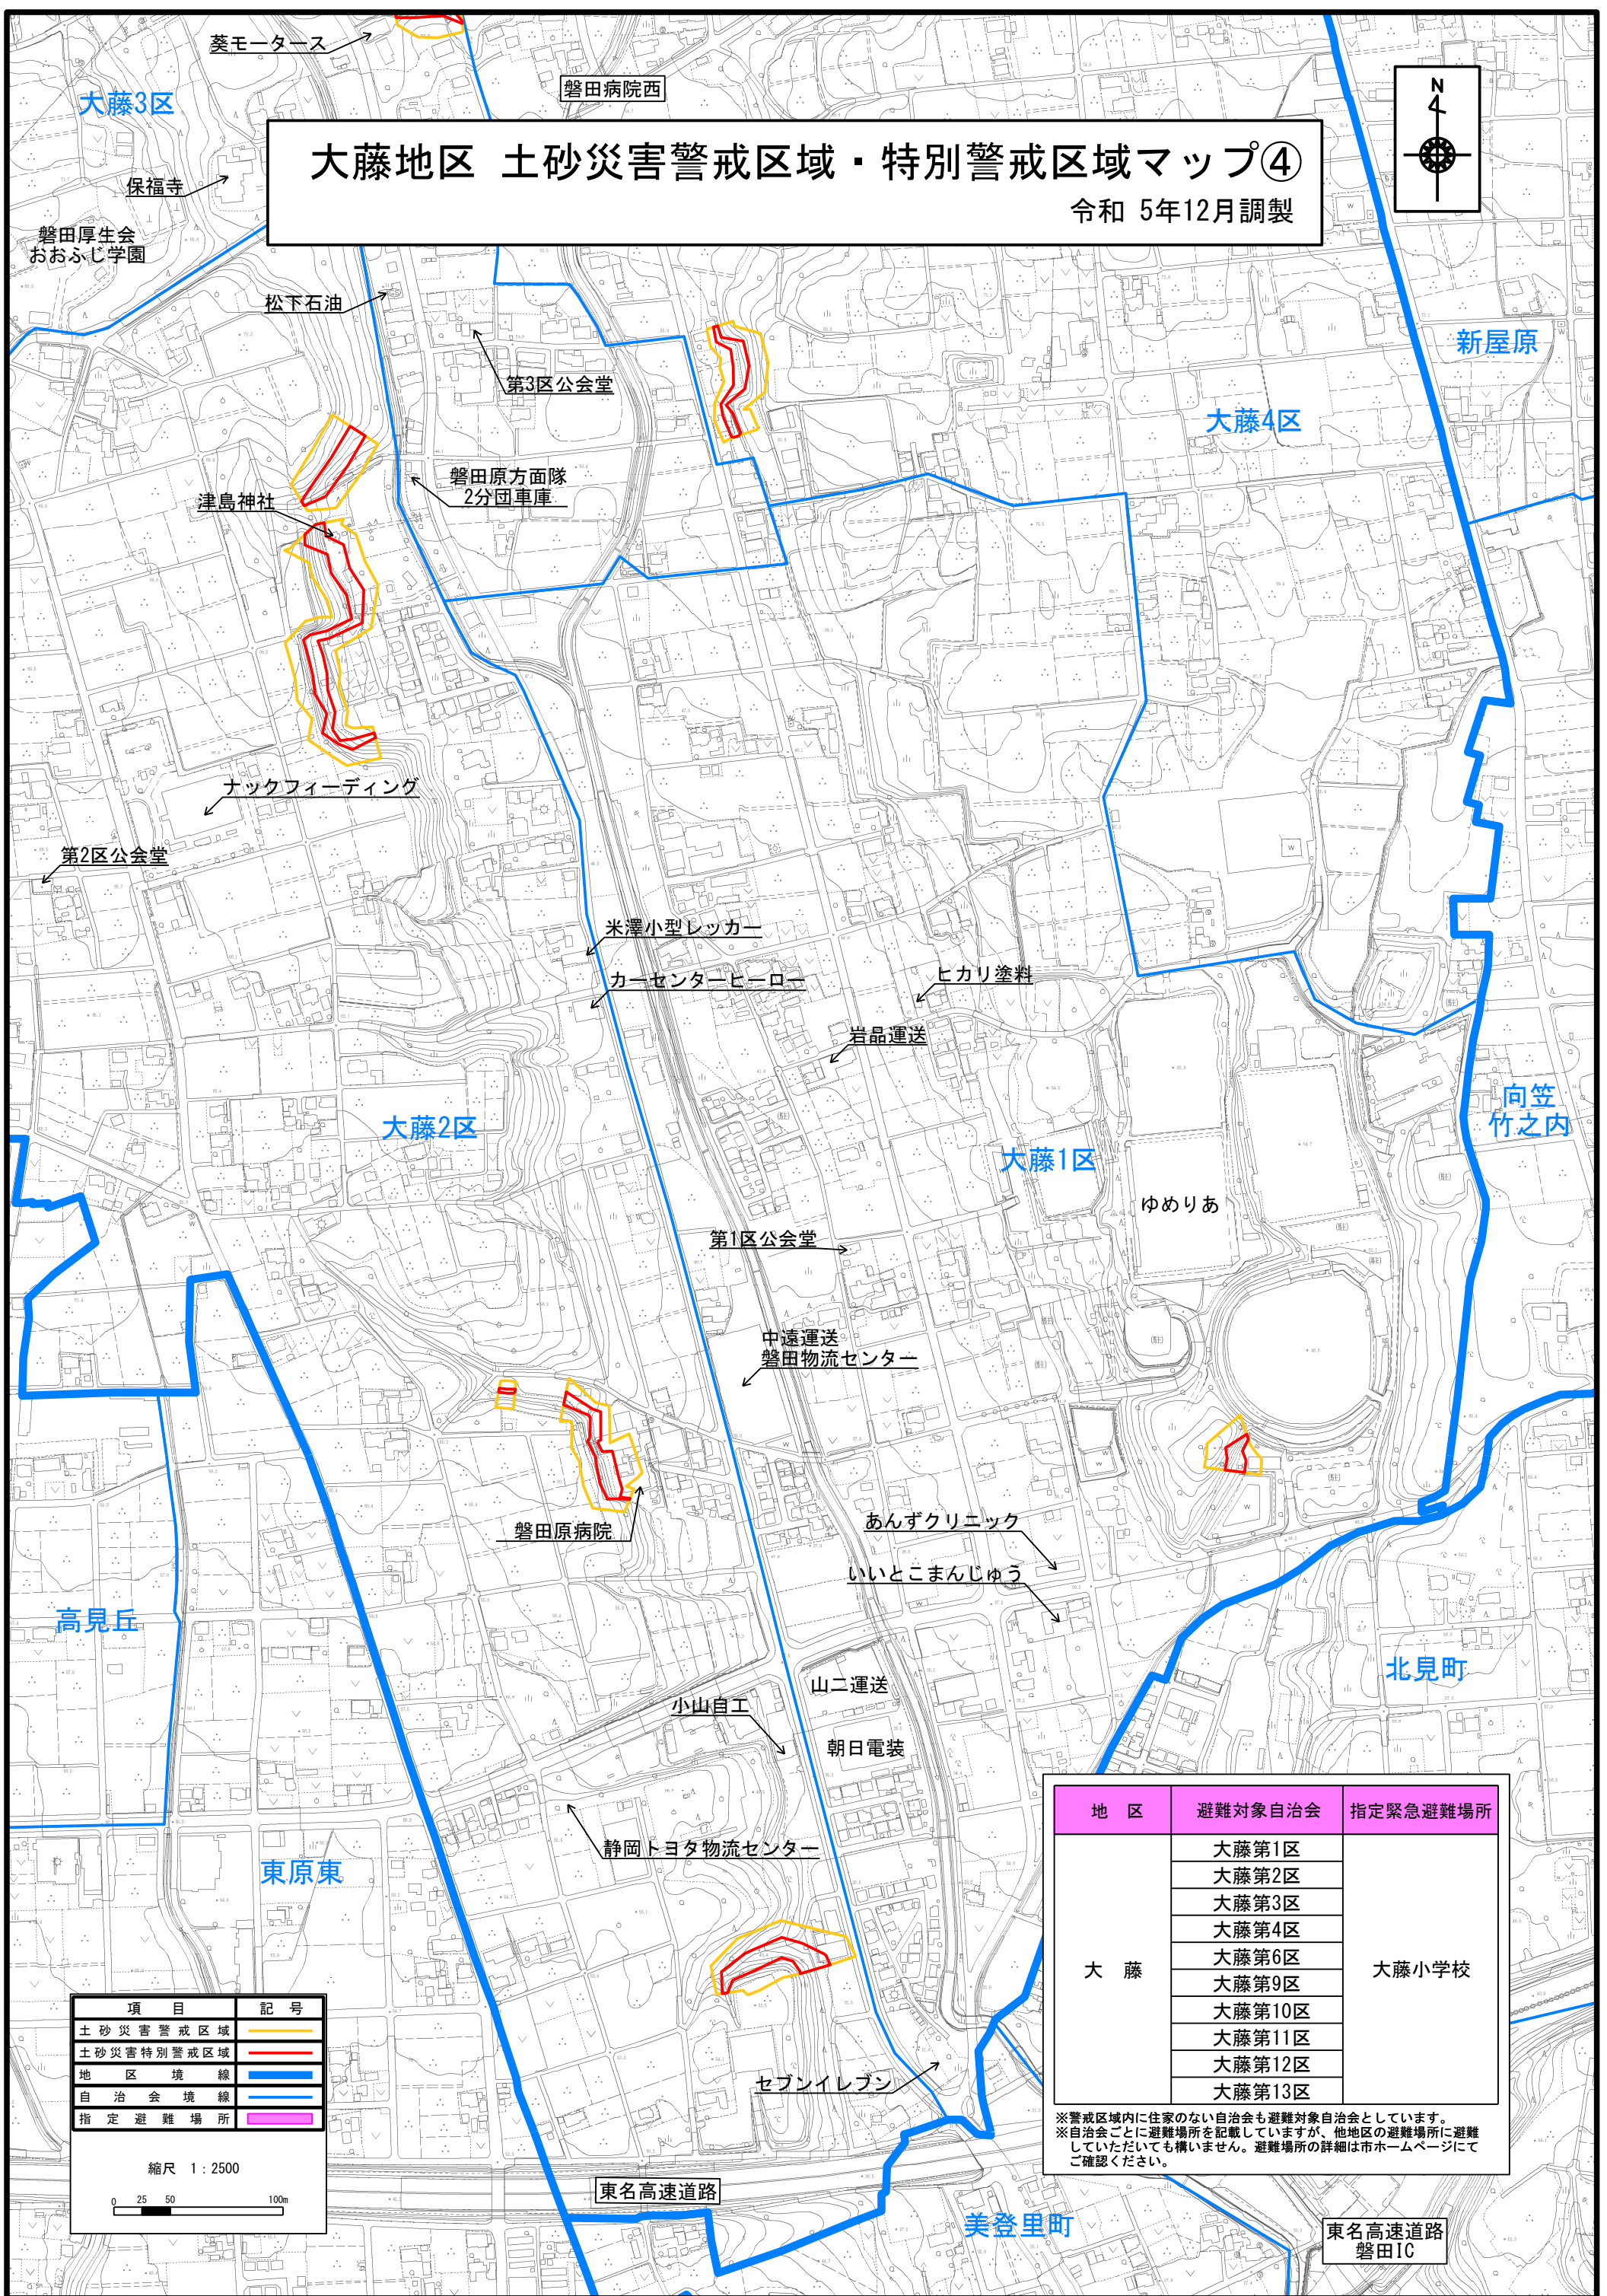 葵モータース
磐田病院西
大藤3区
N
大藤地区 土砂災害警戒区域・特別警戒区域マップ④
令和 5年12月調製
保福寺
磐田厚生会
おおふじ学園
松下石油
新屋原
第3区公会堂
大藤4区
磐田原方面隊
2分団車庫
津島神社
ナックフィーディング
第2区公会堂
米澤小型レッカー
カーセンターヒーロー
ヒカリ塗料
岩品運送
向笠
竹之内
大藤2区
大藤1区
ゆめりあ
第1区公会堂
中遠運送
磐田物流センター
磐田原病院
あんずクリニック
いいとこまんじゅう
高見丘
北見町
山二運送
小山自工
朝日電装
静岡トヨタ物流センター
東原東
地 区 避難対象自治会 指定緊急避難場所
大藤第1区
大藤第2区
大藤第3区
大藤第4区
大藤第6区
大 藤 大藤小学校
大藤第9区
大藤第10区
大藤第11区
大藤第12区
大藤第13区
※警戒区域内に住家のない自治会も避難対象自治会としています。
※自治会ごとに避難場所を記載していますが、他地区の避難場所に避難
していただいても構いません。避難場所の詳細は市ホームページにて
ご確認ください。
項 目 記 号
土砂災害警戒区域
土砂災害特別警戒区域
地区境線
自治会境線
指定避難場所
縮尺 1:2500
0 25 50 100m
セブンイレブン
東名高速道路
美登里町
東名高速道路
磐田IC